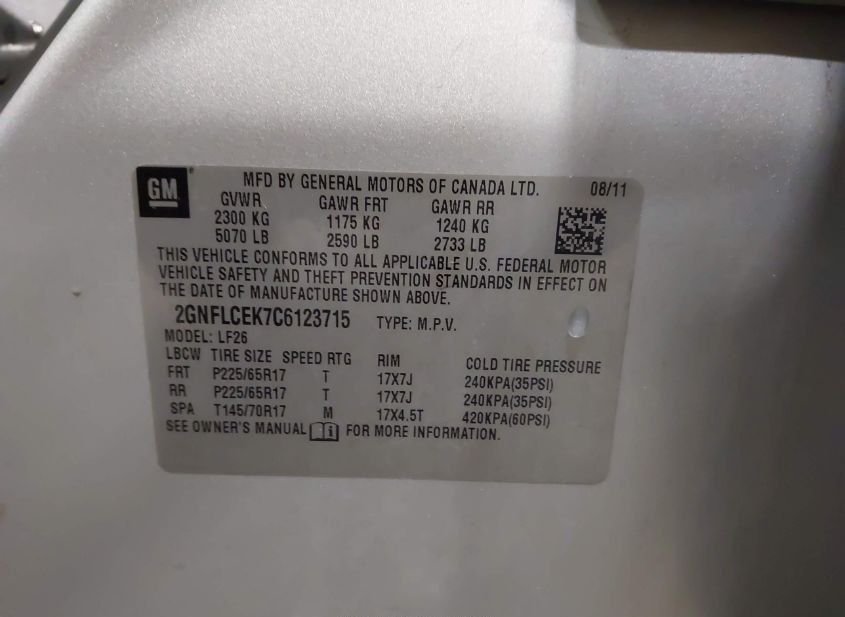 GM
MFD BY GENERAL MOTORS OF CANADA LTD. 08/11
GVWR GAWR FRT GAWR RR
2300 KG 1175 KG 1240 KG
5070 LB 2590 LB 2733 LB
THIS VEHICLE CONFORMS TO ALL APPLICABLE U.S. FEDERAL MOTOR
VEHICLE SAFETY AND THEFT PREVENTION STANDARDS IN EFFECT ON
THE DATE OF MANUFACTURE SHOWN ABOVE.
2GNFLCEK7C6123715 TYPE: M.P.V.
MODEL: LF26
LBCW TIRE SIZE SPEED RTG RIM COLD TIRE PRESSURE
FRT P225/65R17 T 17X7J 240KPA(35PSI)
RR P225/65R17 T 17X7J 240KPA(35PSI)
SPA T145/70R17 M 17X4.5T 420KPA(60PSI)
SEE OWNER'S MANUAL i FOR MORE INFORMATION.